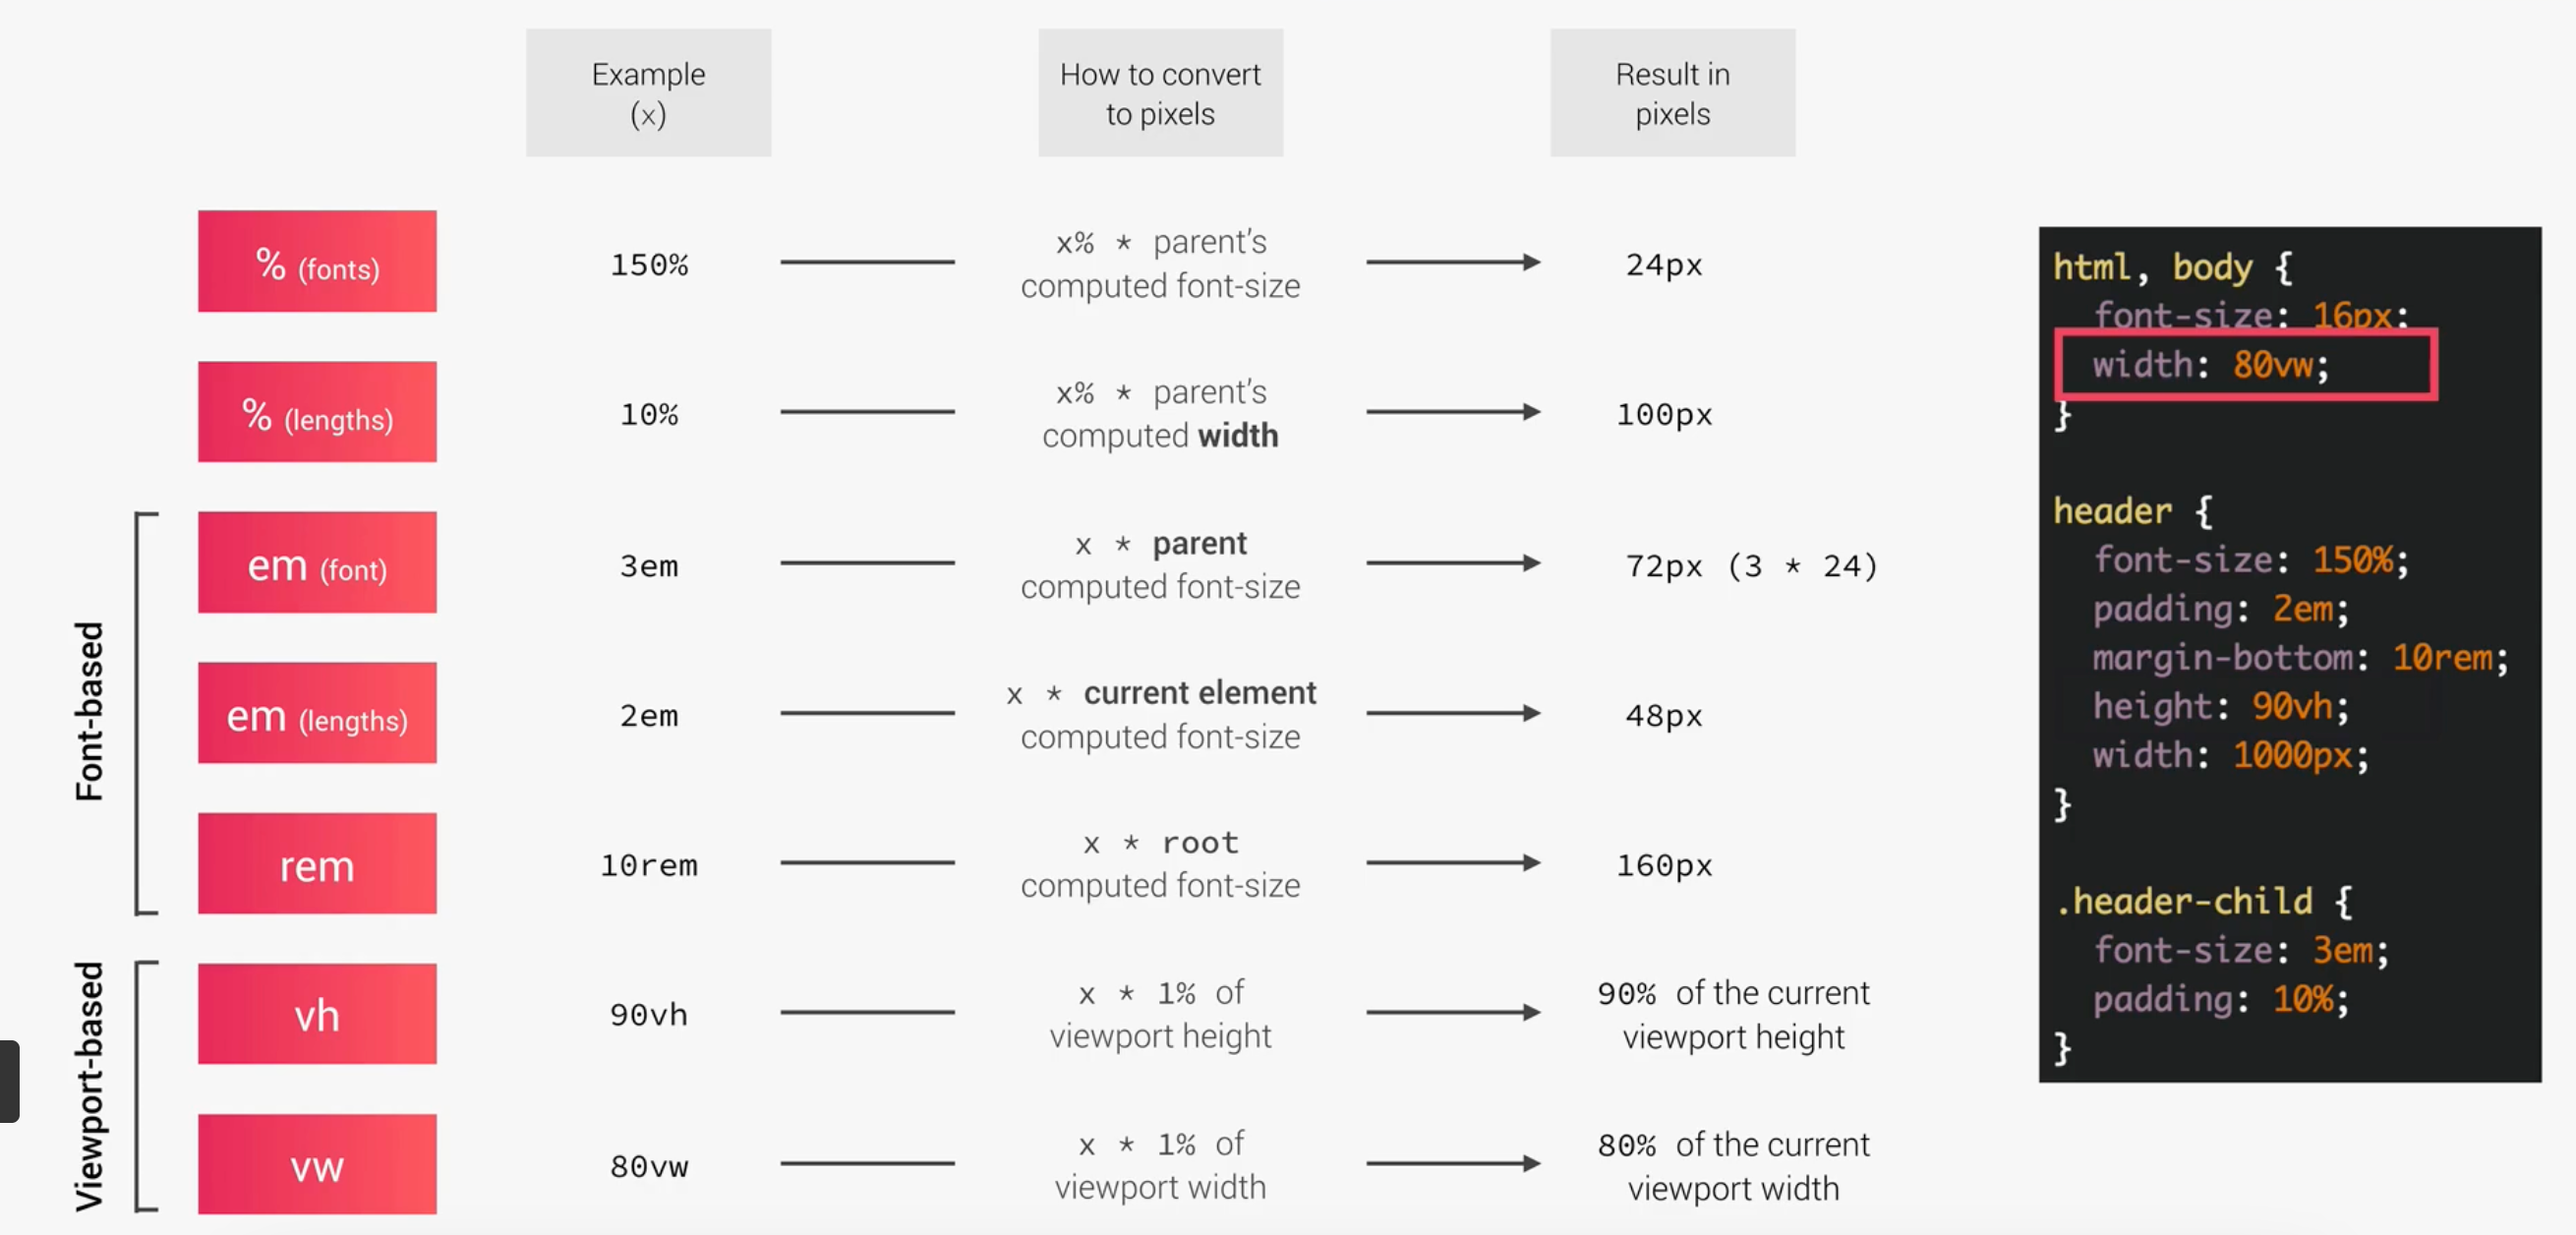 Example
(x)
How to convert
to pixels
Result in
pixels
% (fonts)
150%
x% * parent's
computed font-size
24px
% (lengths)
10%
x% * parent's
computed width
100px
Font-based
em (font)
3em
x * parent
computed font-size
72px (3 * 24)
em (lengths)
2em
x * current element
computed font-size
48px
rem
10rem
x * root
computed font-size
160px
Viewport-based
vh
90vh
x * 1% of
viewport height
90% of the current
viewport height
vw
80vw
x * 1% of
viewport width
80% of the current
viewport width
html, body {
font-size: 16px;
width: 80vw;
}
header {
font-size: 150%;
padding: 2em;
margin-bottom: 10rem;
height: 90vh;
width: 1000px;
}
.header-child {
font-size: 3em;
padding: 10%;
}